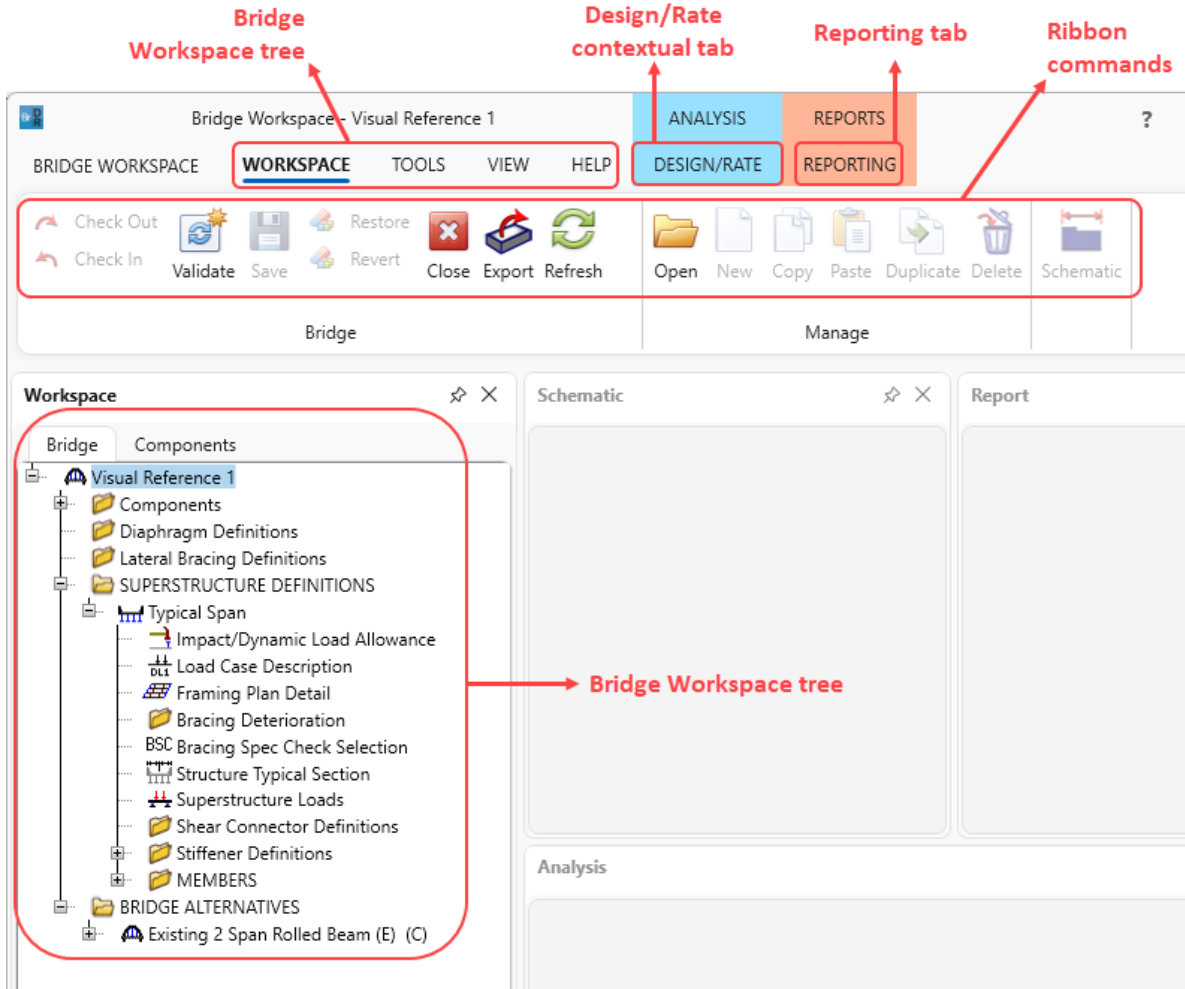 Bridge
Workspace tree
Design/Rate
contextual tab
Reporting tab
Ribbon
commands
Br D R
Bridge Workspace - Visual Reference 1
ANALYSIS
REPORTS
?
BRIDGE WORKSPACE
WORKSPACE
TOOLS
VIEW
HELP
DESIGN/RATE
REPORTING
Check Out
Check In
Validate
Save
Restore
Revert
Close
Export
Refresh
Open
New
Copy
Paste
Duplicate
Delete
Schematic
Bridge
Manage
Workspace
Schematic
Report
Bridge
Components
Visual Reference 1
Components
Diaphragm Definitions
Lateral Bracing Definitions
SUPERSTRUCTURE DEFINITIONS
Typical Span
Impact/Dynamic Load Allowance
DL1 Load Case Description
Framing Plan Detail
Bracing Deterioration
BSC Bracing Spec Check Selection
Structure Typical Section
Superstructure Loads
Shear Connector Definitions
Stiffener Definitions
MEMBERS
BRIDGE ALTERNATIVES
Existing 2 Span Rolled Beam (E) (C)
Bridge Workspace tree
Analysis